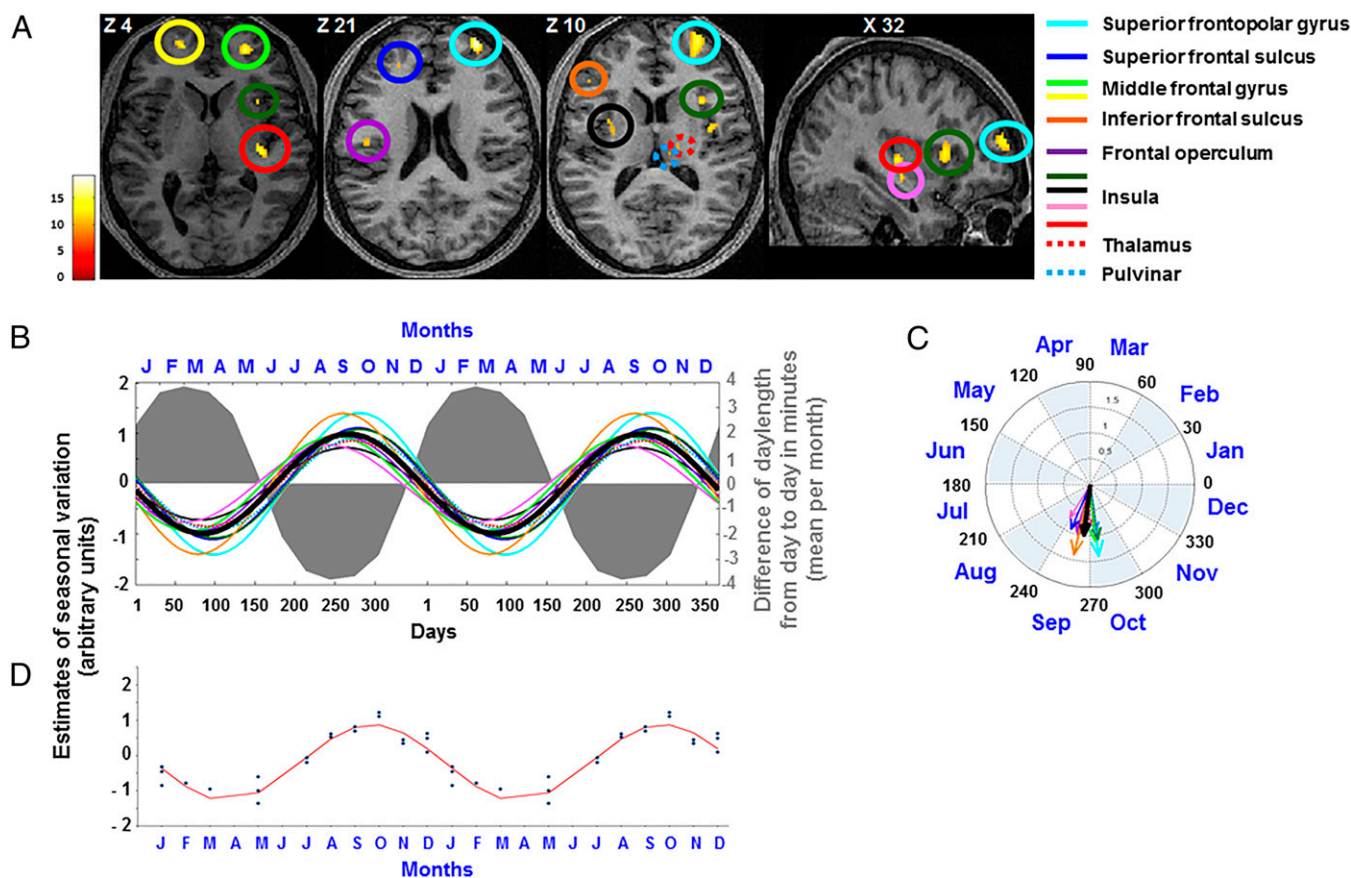 A
Z 4
Z 21
Z 10
X 32
15
10
5
0
Superior frontopolar gyrus
Superior frontal sulcus
Middle frontal gyrus
Inferior frontal sulcus
Frontal operculum
Insula
Thalamus
Pulvinar
B
Months
J F M A M J J A S O N D J F M A M J J A S O N D
2
1
0
-1
-2
4
3
2
1
0
-1
-2
-3
-4
1 50 100 150 200 250 300 1 50 100 150 200 250 300 350
Days
Estimates of seasonal variation
(arbitrary units)
Difference of daylength
from day to day in minutes
(mean per month)
C
Apr
90
Mar
120
60
May
Feb
1.5
150
1
30
Jun
0.5
Jan
180
0
Jul
Dec
210
330
Aug
Nov
240
300
270
Sep
Oct
D
2
1
0
- 1
- 2
J F M A M J J A S O N D J F M A M J J A S O N D
Months